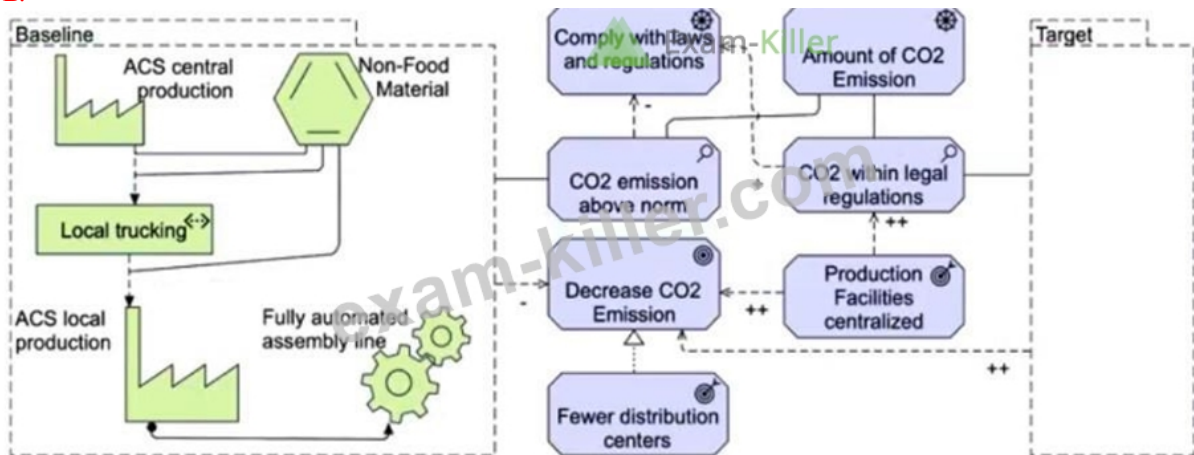 Baseline
ACS central
production
Non-Food
Material
Local trucking
ACS local
production
Fully automated
assembly line
Comply with laws
and regulations
Exam-Killer
Amount of CO2
Emission
-
CO2 emission
above norm
+
CO2 within legal
regulations
++
-
Decrease CO2
Emission
++
Production
Facilities
centralized
++
Fewer distribution
centers
Target
exam-killer.com